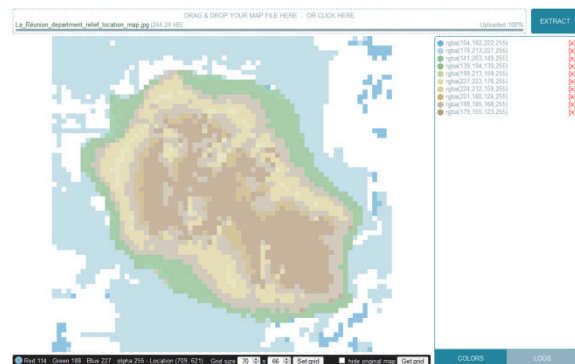 DRAG & DROP YOUR MAP FILE HERE ... OR CLICK HERE
La_Réunion_department_relief_location_map.jpg (244.24 kB)
Uploaded 100%
EXTRACT
rgba(104,182,222,255) [x]
rgba(178,213,227,255) [x]
rgba(141,203,149,255) [x]
rgba(139,194,139,255) [x]
rgba(199,213,159,255) [x]
rgba(227,223,176,255) [x]
rgba(224,212,159,255) [x]
rgba(201,180,124,255) [x]
rgba(198,185,168,255) [x]
rgba(179,155,123,255) [x]
Red 114 Green 188 Blue 227 alpha 255 - Location (709, 621) Grid size 70 x 66 Set grid hide original map Get grid
COLORS
LOGS